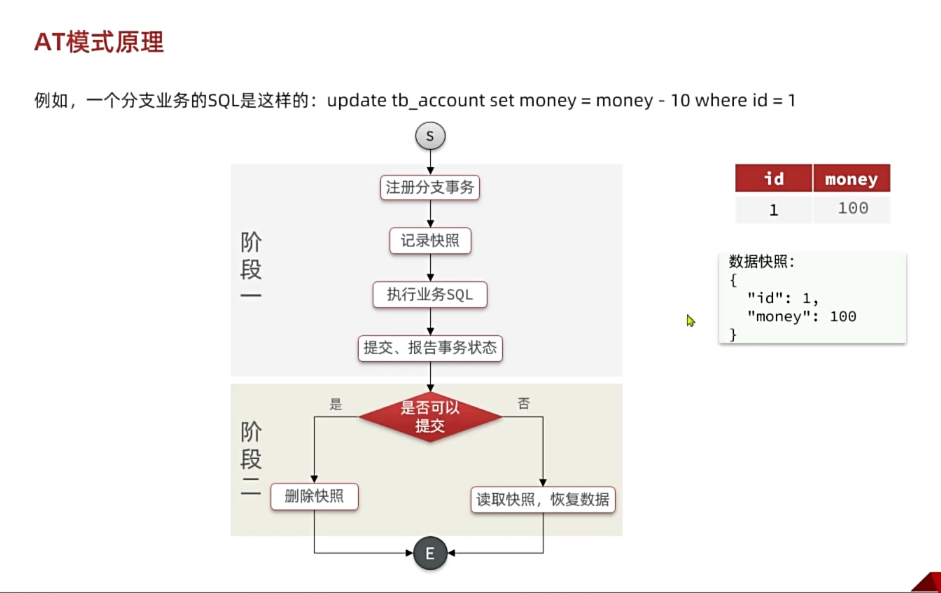 AT模式原理
例如，一个分支业务的SQL是这样的：update tb_account set money = money - 10 where id = 1
S
阶段一
注册分支事务
记录快照
执行业务SQL
提交、报告事务状态
阶段二
是否可以
提交
是
否
删除快照
读取快照，恢复数据
E
id money
1 100
数据快照：
{
"id": 1,
"money": 100
}